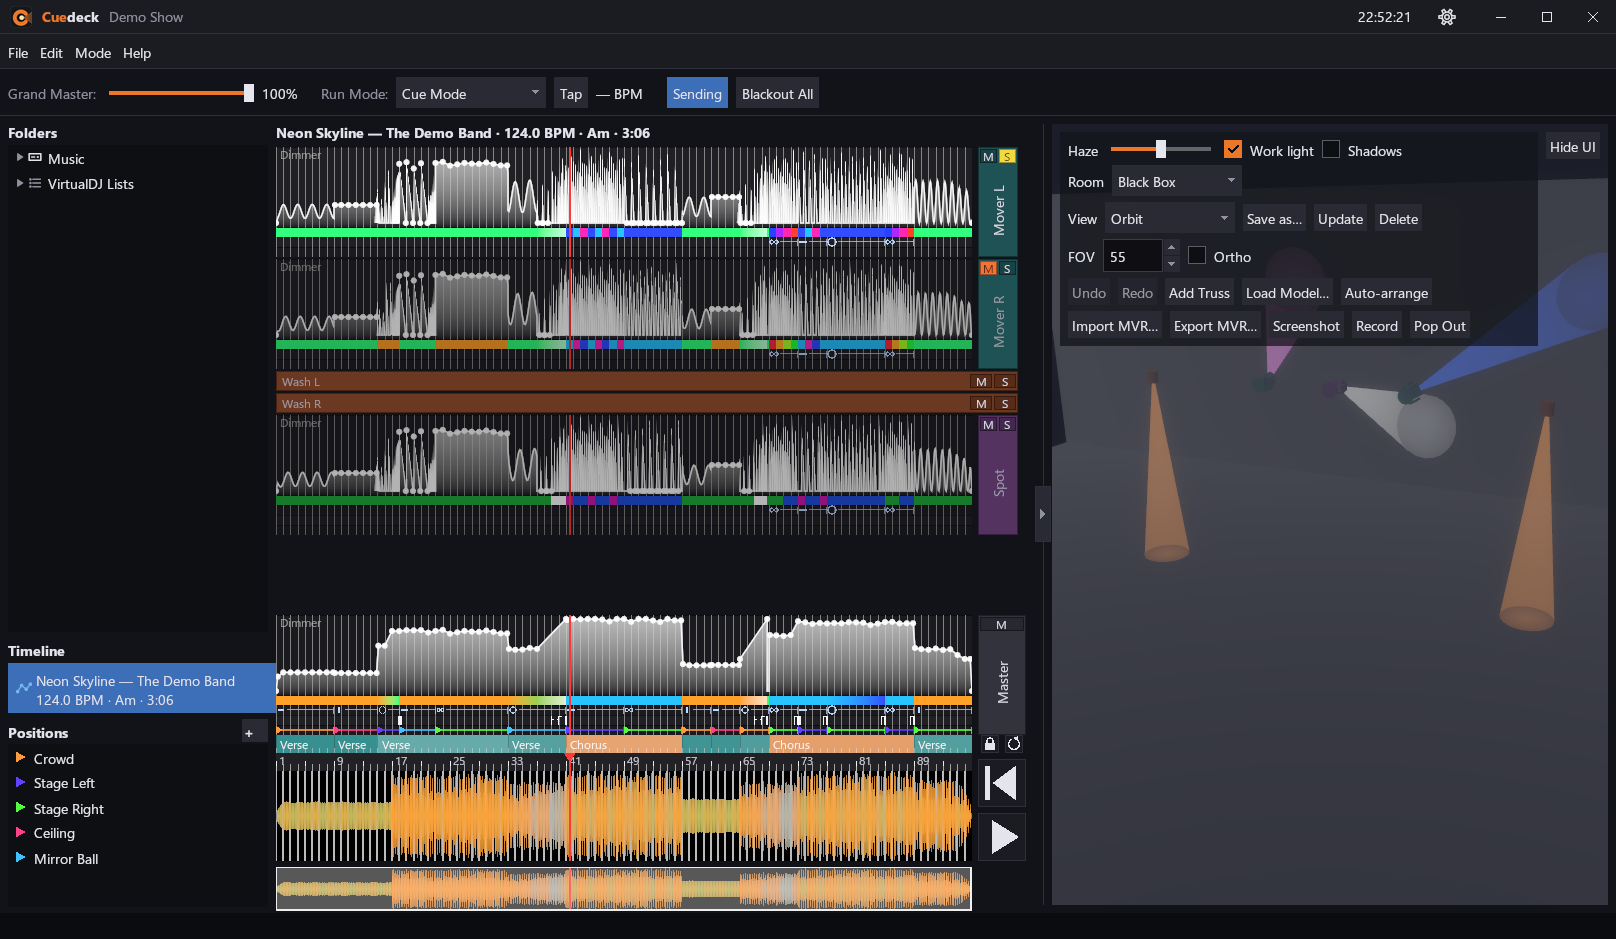 Cuedeck Demo Show 22:52:21
File Edit Mode Help
Grand Master: 100% Run Mode: Cue Mode Tap — BPM Sending Blackout All
Folders
Music
VirtualDJ Lists
Timeline
Neon Skyline — The Demo Band
124.0 BPM · Am · 3:06
Positions +
Crowd
Stage Left
Stage Right
Ceiling
Mirror Ball
Neon Skyline — The Demo Band · 124.0 BPM · Am · 3:06
Dimmer M S
Mover L
Dimmer M S
Mover R
Wash L M S
Wash R M S
Dimmer M S
Spot
Dimmer M
Master
Verse Verse Verse Verse Chorus Chorus Verse
1 9 17 25 33 41 49 57 65 73 81 89
Haze Work light Shadows Hide UI
Room Black Box
View Orbit Save as... Update Delete
FOV 55 Ortho
Undo Redo Add Truss Load Model... Auto-arrange
Import MVR... Export MVR... Screenshot Record Pop Out